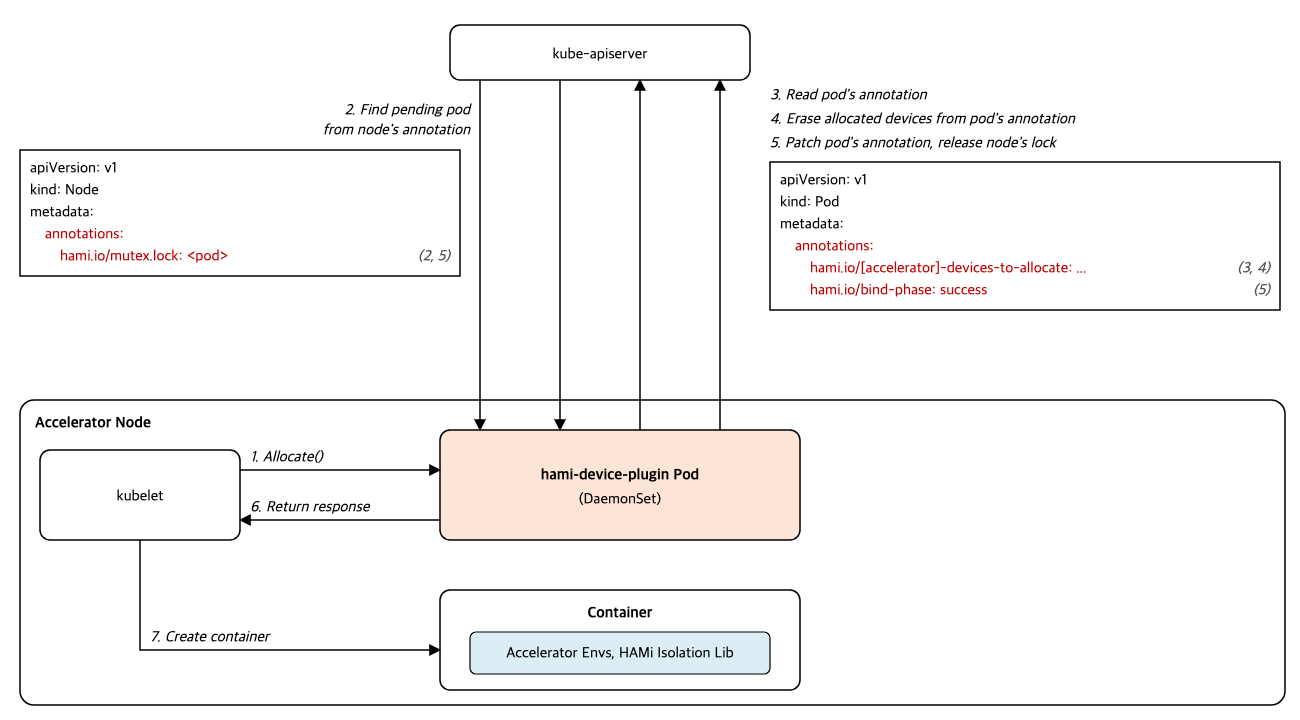 kube-apiserver
2. Find pending pod
from node's annotation
apiVersion: v1
kind: Node
metadata:
annotations:
hami.io/mutex.lock: <pod> (2, 5)
3. Read pod's annotation
4. Erase allocated devices from pod's annotation
5. Patch pod's annotation, release node's lock
apiVersion: v1
kind: Pod
metadata:
annotations:
hami.io/[accelerator]-devices-to-allocate: ... (3, 4)
hami.io/bind-phase: success (5)
Accelerator Node
kubelet
1. Allocate()
6. Return response
hami-device-plugin Pod
(DaemonSet)
7. Create container
Container
Accelerator Envs, HAMi Isolation Lib